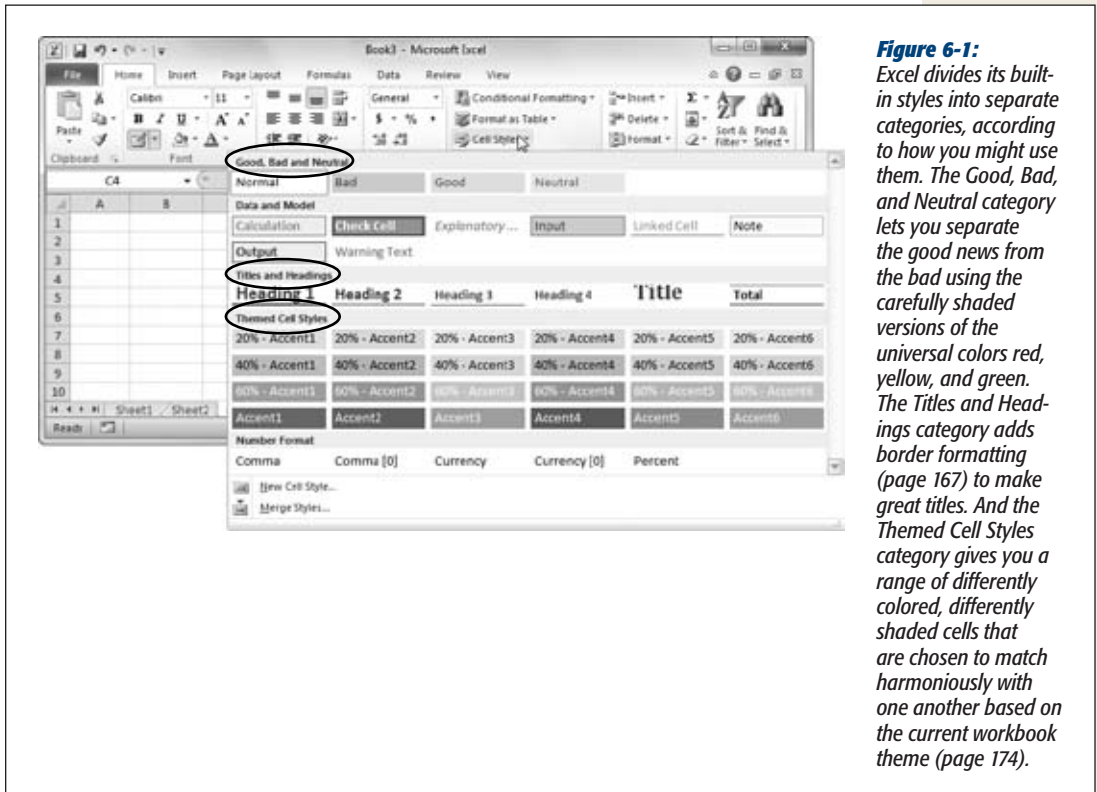 Book3 - Microsoft Excel
File Home Insert Page Layout Formulas Data Review View
Calibri 11 General Conditional Formatting Insert Σ
Paste B I U A A $ % , Format as Table Delete Sort & Filter Find & Select
Cell Styles Format
Clipboard Font
C4
A B
1
2
3
4
5
6
7
8
9
10
Sheet1 Sheet2
Ready
Good, Bad and Neutral
Normal Bad Good Neutral
Data and Model
Calculation Check Cell Explanatory ... Input Linked Cell Note
Output Warning Text
Titles and Headings
Heading 1 Heading 2 Heading 3 Heading 4 Title Total
Themed Cell Styles
20% - Accent1 20% - Accent2 20% - Accent3 20% - Accent4 20% - Accent5 20% - Accent6
40% - Accent1 40% - Accent2 40% - Accent3 40% - Accent4 40% - Accent5 40% - Accent6
60% - Accent1 60% - Accent2 60% - Accent3 60% - Accent4 60% - Accent5 60% - Accent6
Accent1 Accent2 Accent3 Accent4 Accent5 Accent6
Number Format
Comma Comma [0] Currency Currency [0] Percent
New Cell Style...
Merge Styles...
Figure 6-1:
Excel divides its built-
in styles into separate
categories, according
to how you might use
them. The Good, Bad,
and Neutral category
lets you separate
the good news from
the bad using the
carefully shaded
versions of the
universal colors red,
yellow, and green.
The Titles and Head-
ings category adds
border formatting
(page 167) to make
great titles. And the
Themed Cell Styles
category gives you a
range of differently
colored, differently
shaded cells that
are chosen to match
harmoniously with
one another based on
the current workbook
theme (page 174).